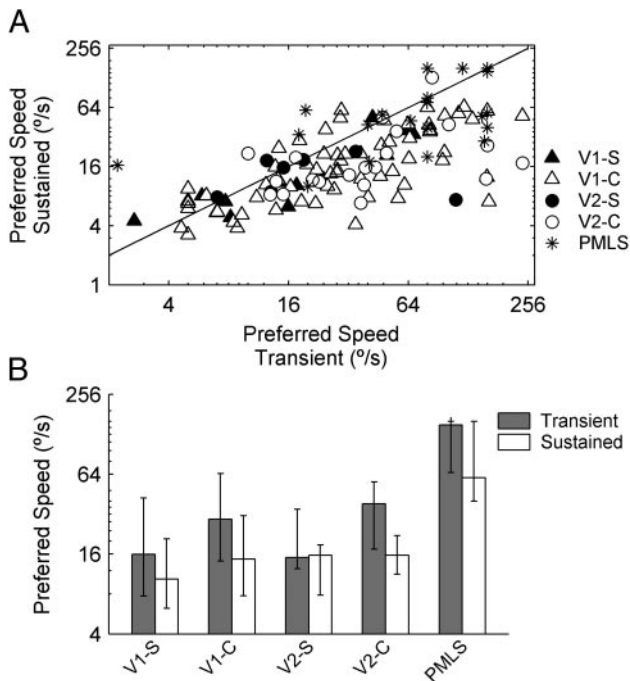 A
Preferred Speed
Sustained (º/s)
256
64
16
4
1
4
16
64
256
Preferred Speed
Transient (º/s)
V1-S
V1-C
V2-S
V2-C
PMLS
B
Preferred Speed (º/s)
256
64
16
4
Transient
Sustained
V1-S
V1-C
V2-S
V2-C
PMLS